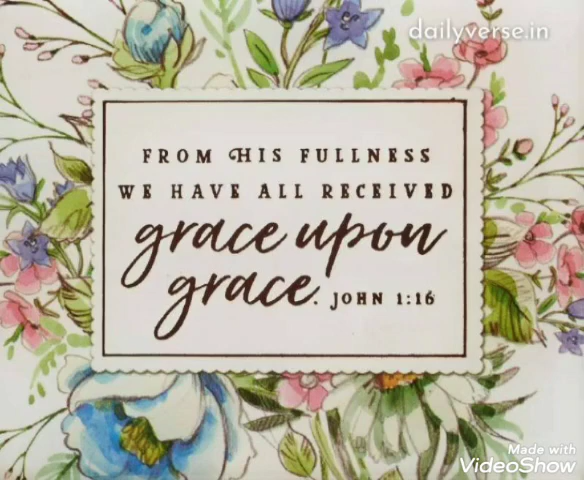 dailyverse.in
FROM HIS FULLNESS
WE HAVE ALL RECEIVED
grace upon
grace. JOHN 1:16
Made with
VideoShow